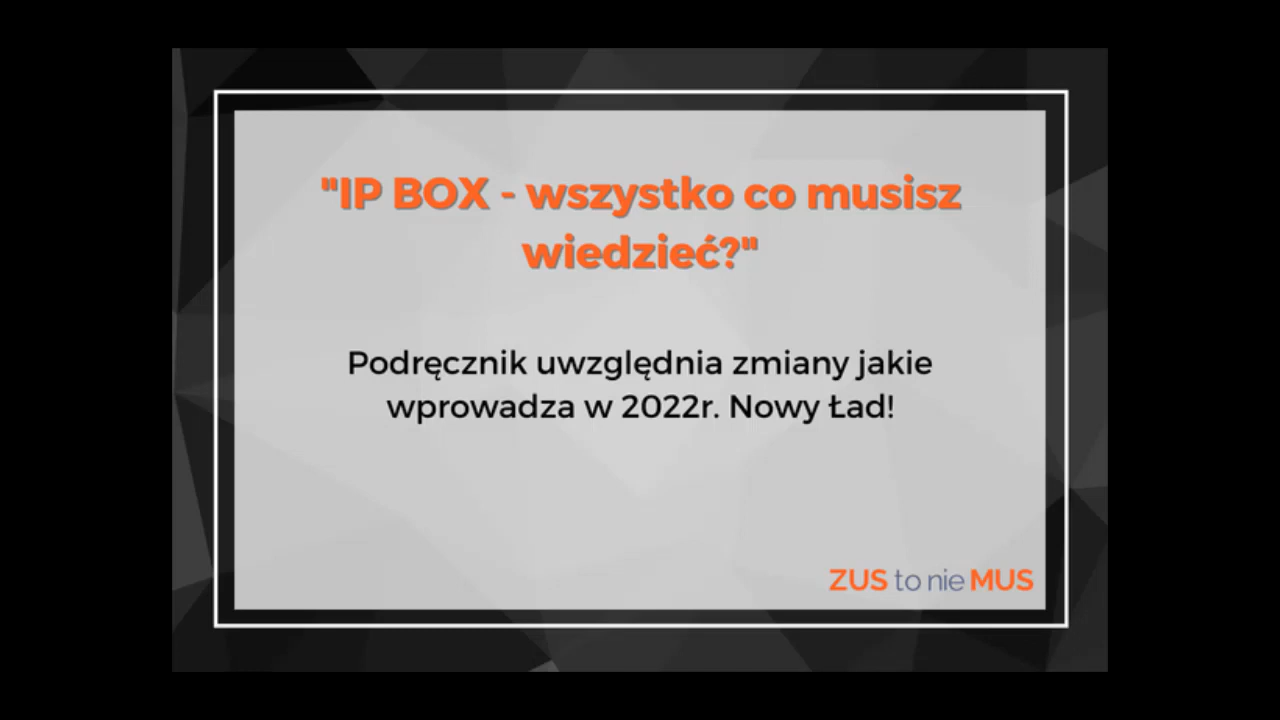 "IP BOX - wszystko co musisz
wiedzieć?"
Podręcznik uwzględnia zmiany jakie
wprowadza w 2022r. Nowy Ład!
ZUS to nie MUS